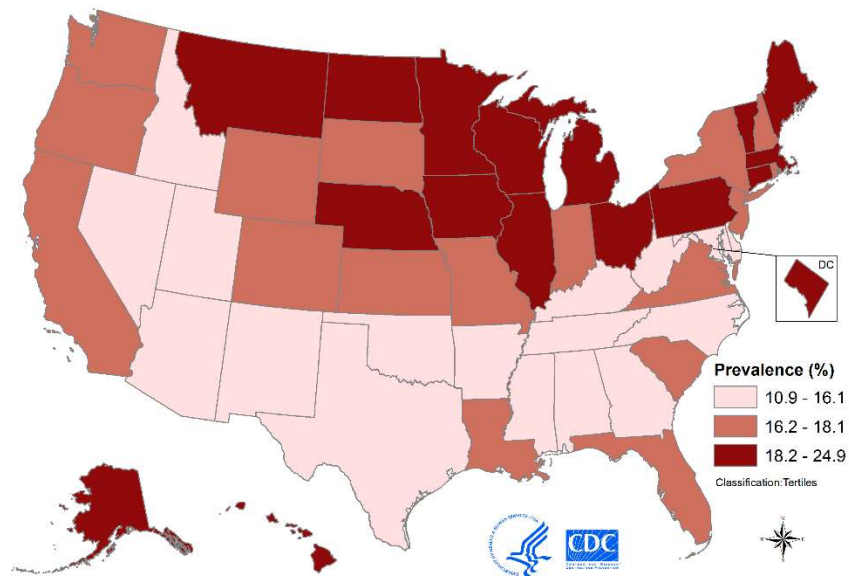 DC
Prevalence (%)
10.9 - 16.1
16.2 - 18.1
18.2 - 24.9
Classification:Tertiles
CDC